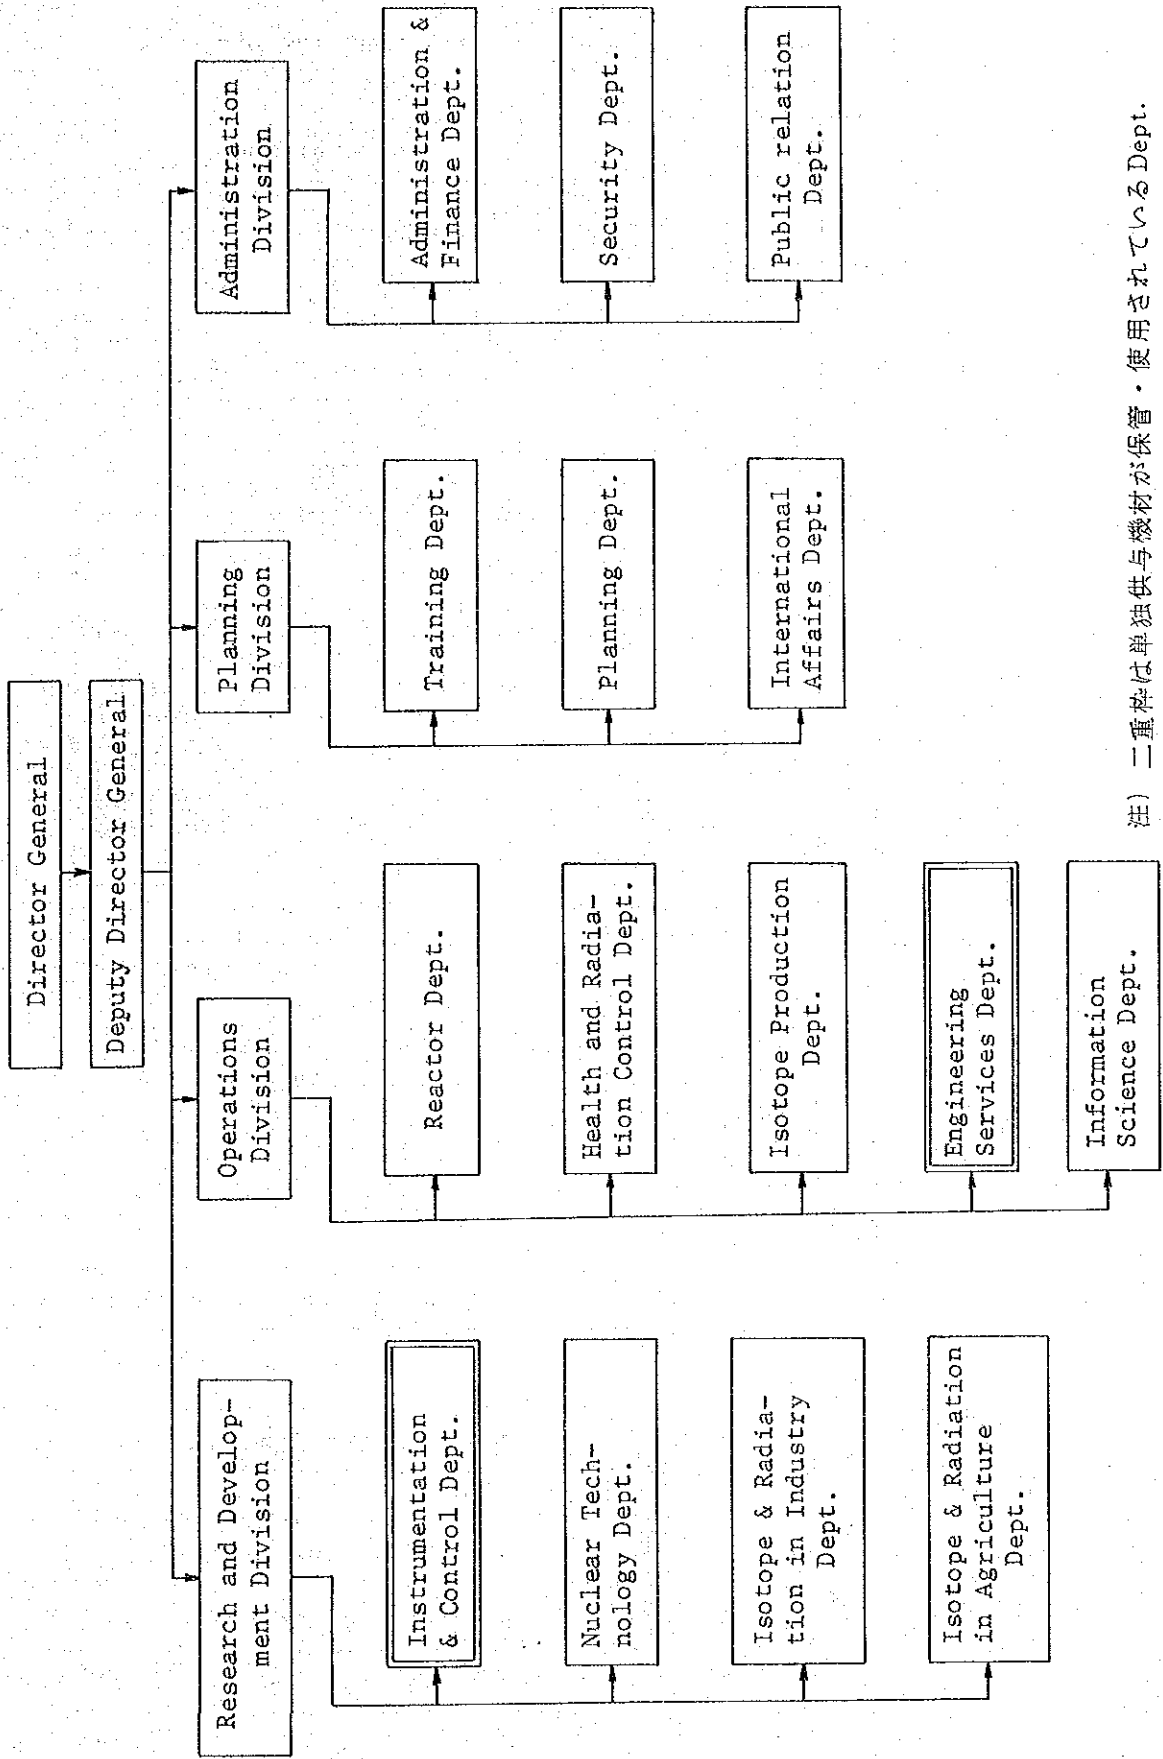 Director General
Deputy Director General
Research and Develop-
ment Division
Instrumentation
& Control Dept.
Nuclear Tech-
nology Dept.
Isotope & Radia-
tion in Industry
Dept.
Isotope & Radiation
in Agriculture
Dept.
Operations
Division
Reactor Dept.
Health and Radia-
tion Control Dept.
Isotope Production
Dept.
Engineering
Services Dept.
Information
Science Dept.
Planning
Division
Training Dept.
Planning Dept.
International
Affairs Dept.
Administration
Division
Administration &
Finance Dept.
Security Dept.
Public relation
Dept.
注) 二重枠は単独供与機材が保管・使用されているDept.